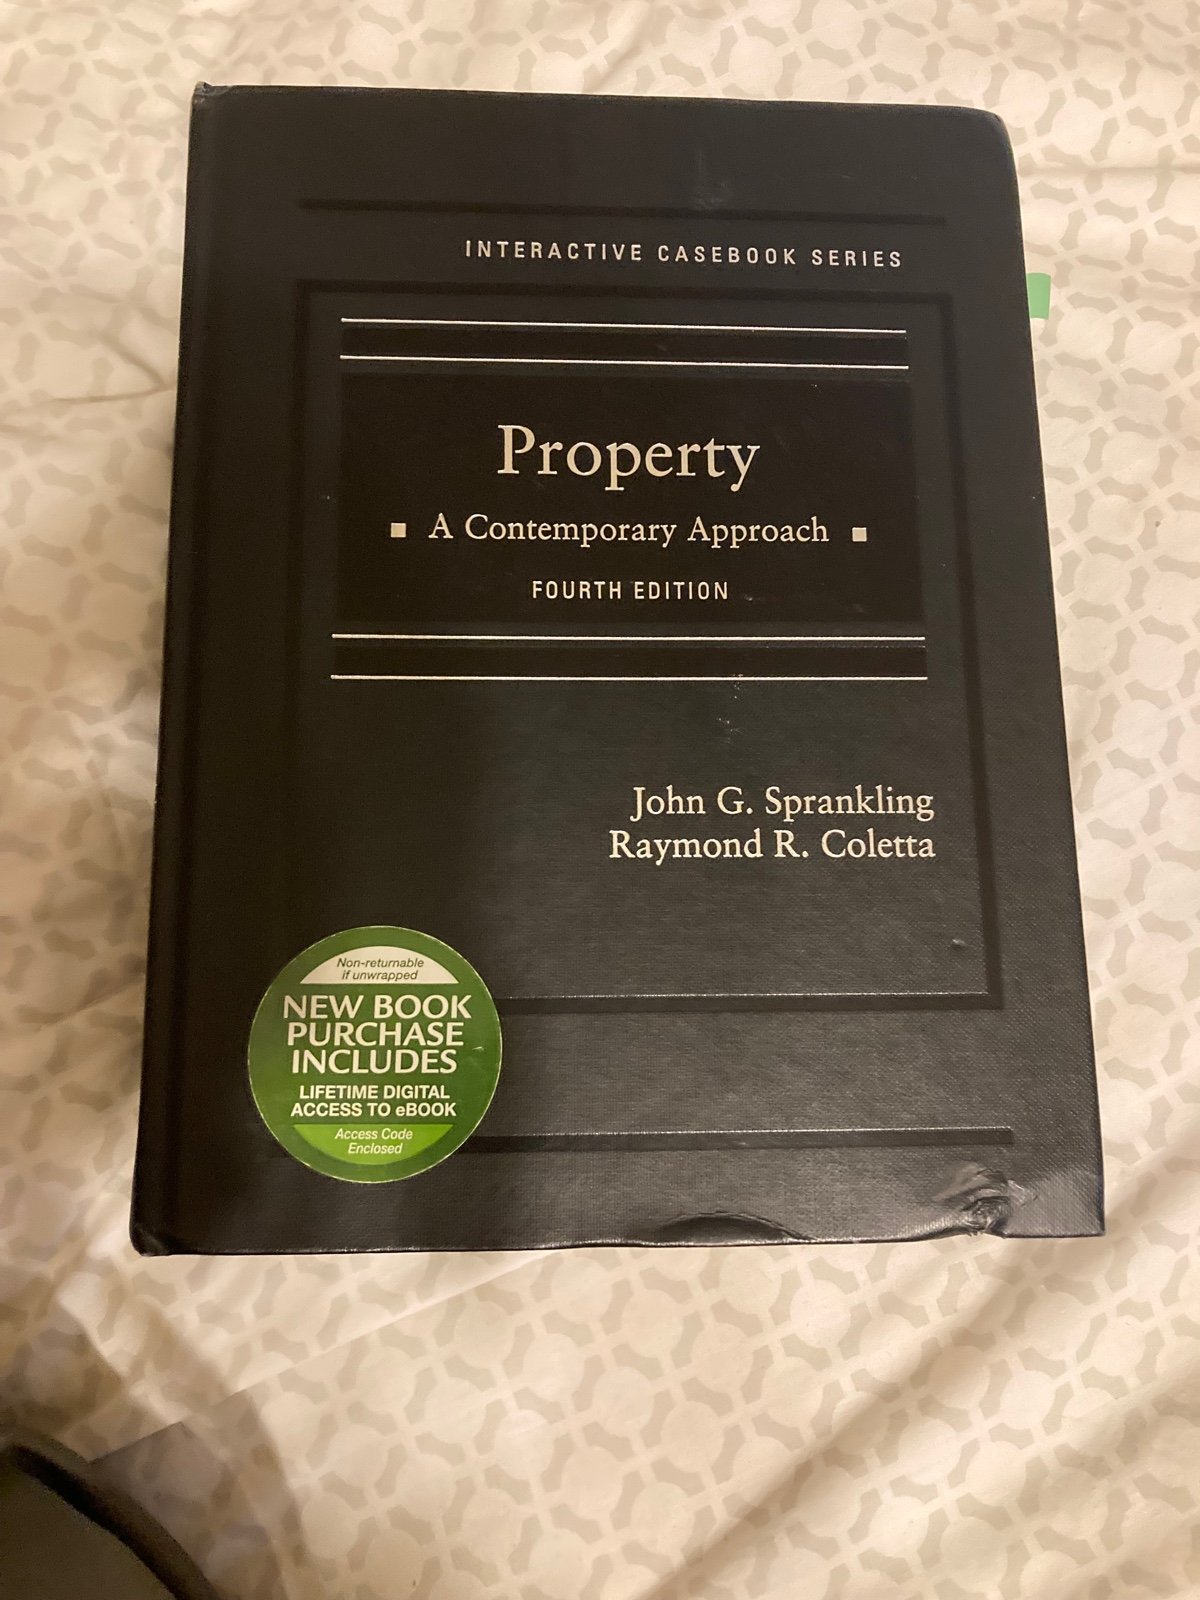 INTERACTIVE CASEBOOK SERIES
Property
▪ A Contemporary Approach ▪
FOURTH EDITION
John G. Sprankling
Raymond R. Coletta
Non-returnable
if unwrapped
NEW BOOK
PURCHASE
INCLUDES
LIFETIME DIGITAL
ACCESS TO eBOOK
Access Code
Enclosed